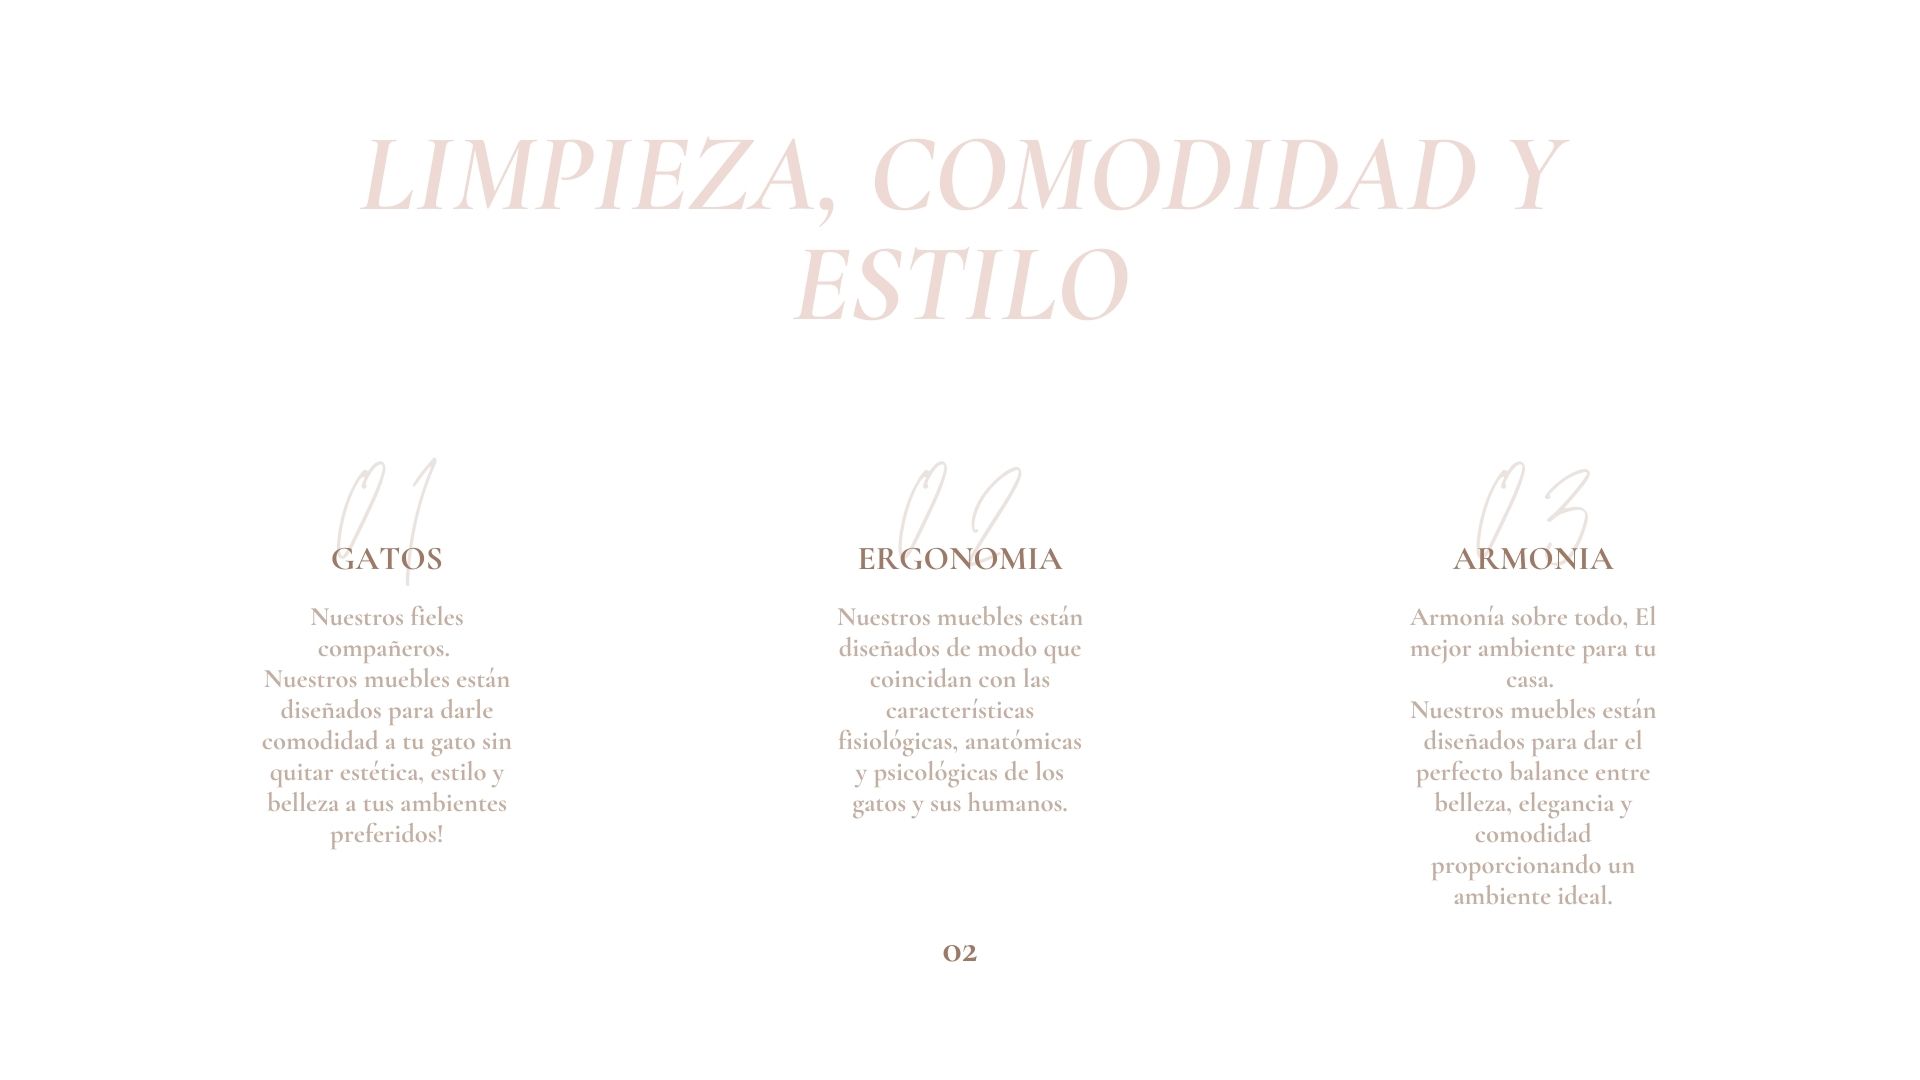 LIMPIEZA, COMODIDAD Y
ESTILO
01
GATOS
Nuestros fieles
compañeros.
Nuestros muebles están
diseñados para darle
comodidad a tu gato sin
quitar estética, estilo y
belleza a tus ambientes
preferidos!
02
ERGONOMIA
Nuestros muebles están
diseñados de modo que
coincidan con las
características
fisiológicas, anatómicas
y psicológicas de los
gatos y sus humanos.
03
ARMONIA
Armonía sobre todo, El
mejor ambiente para tu
casa.
Nuestros muebles están
diseñados para dar el
perfecto balance entre
belleza, elegancia y
comodidad
proporcionando un
ambiente ideal.
02